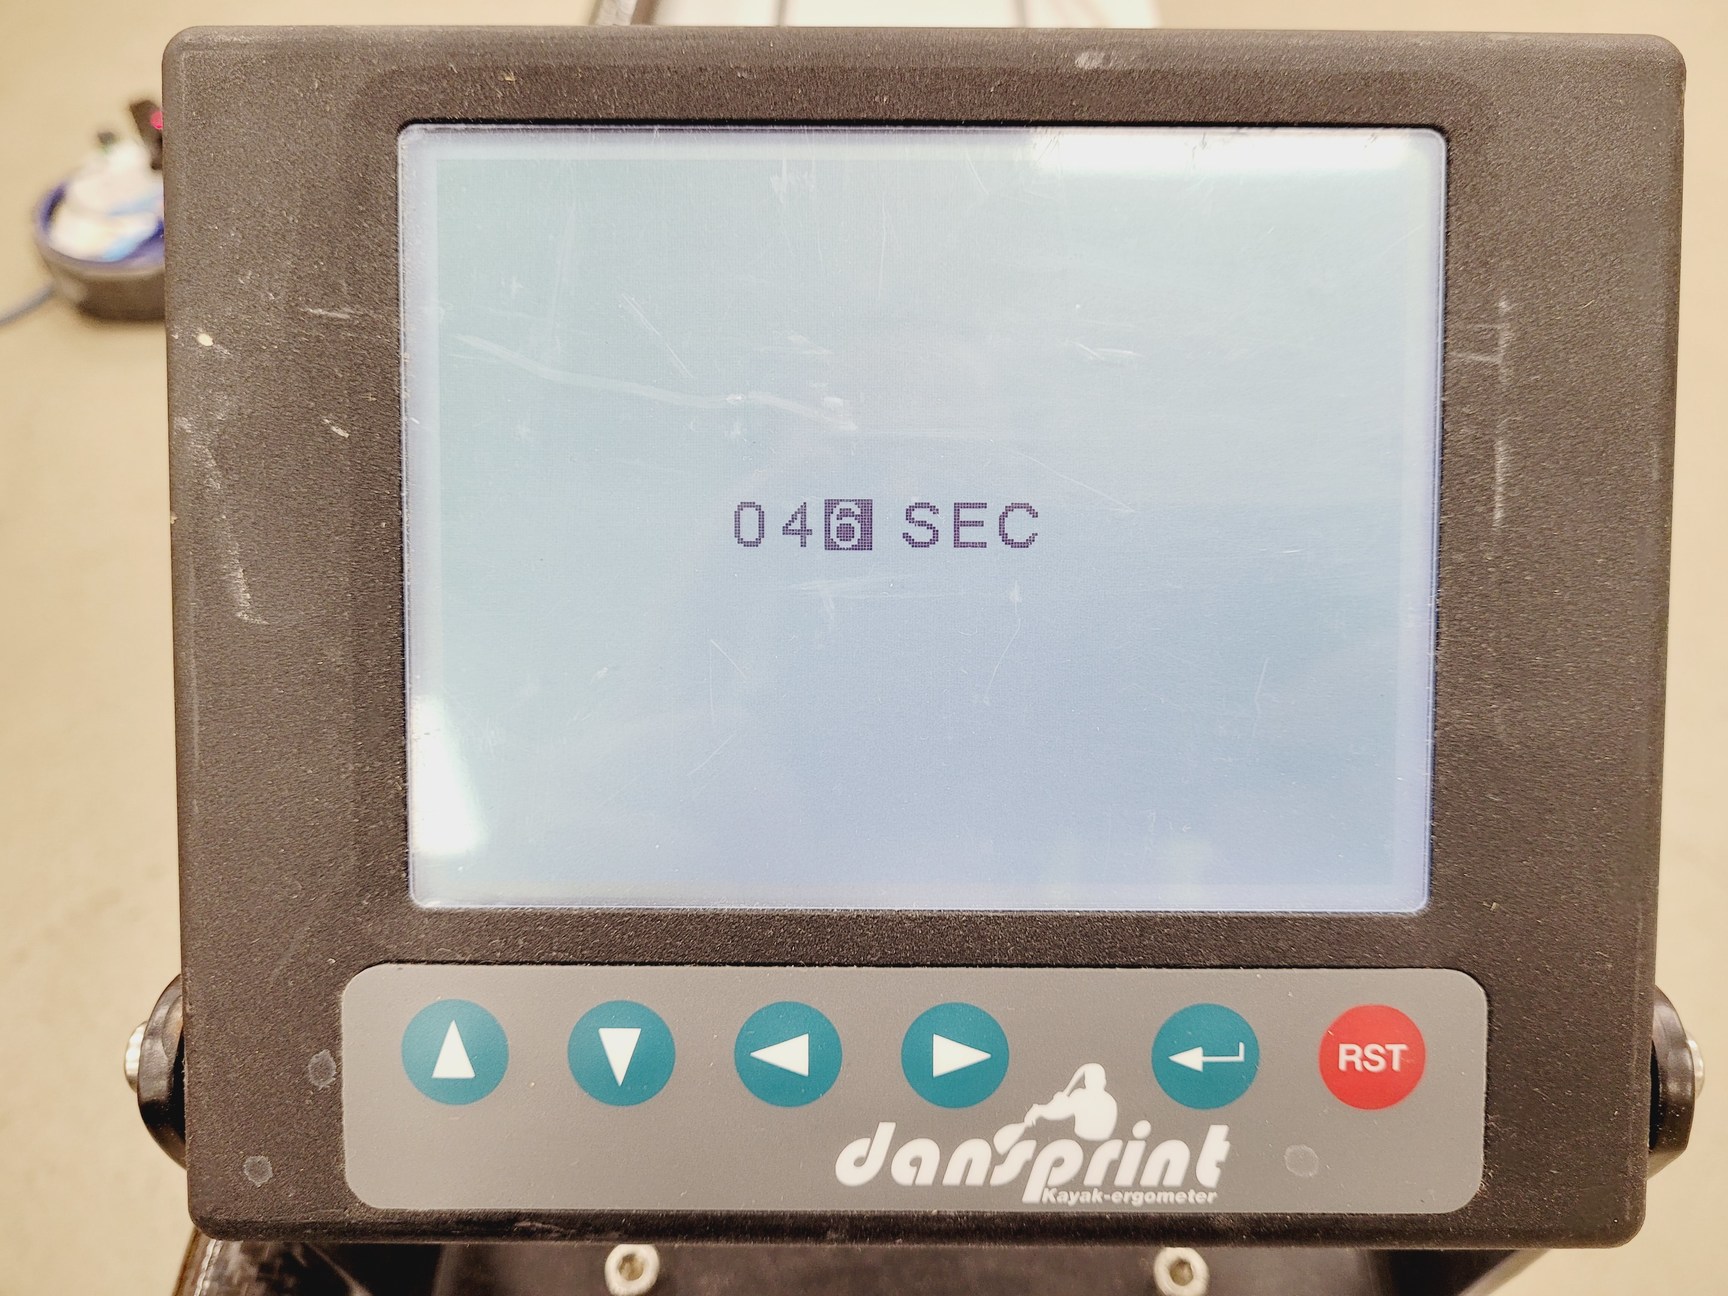 046 SEC
RST
dansprint
Kayak-ergometer